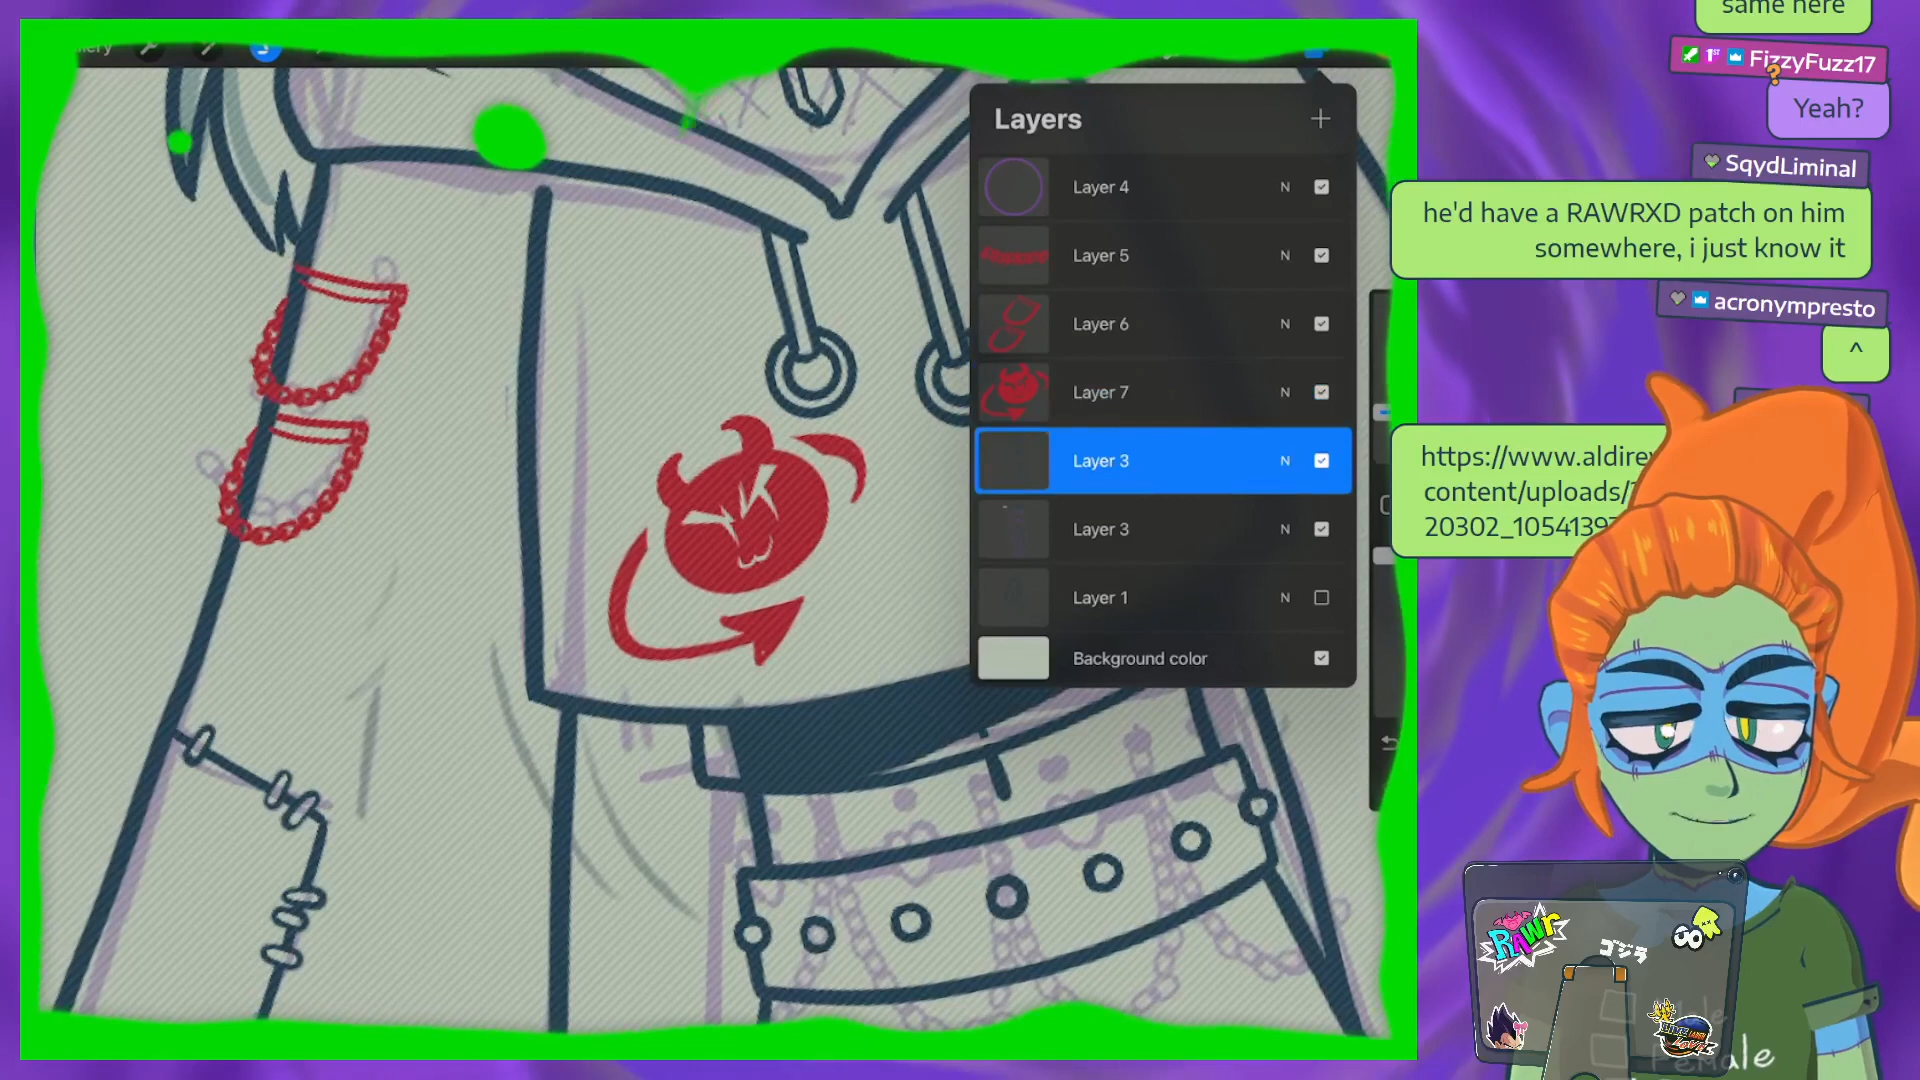 same here
FizzyFuzz17
Yeah?
SqydLiminal
he'd have a RAWRXD patch on him
somewhere, i just know it
acronympresto
^
https://www.aldire
content/uploads/
20302_1054139
Layers
Layer 4 N
Layer 5 N
Layer 6 N
Layer 7 N
Layer 3 N
Layer 3 N
Layer 1 N
Background color
RAWr
ゴジラ
Female